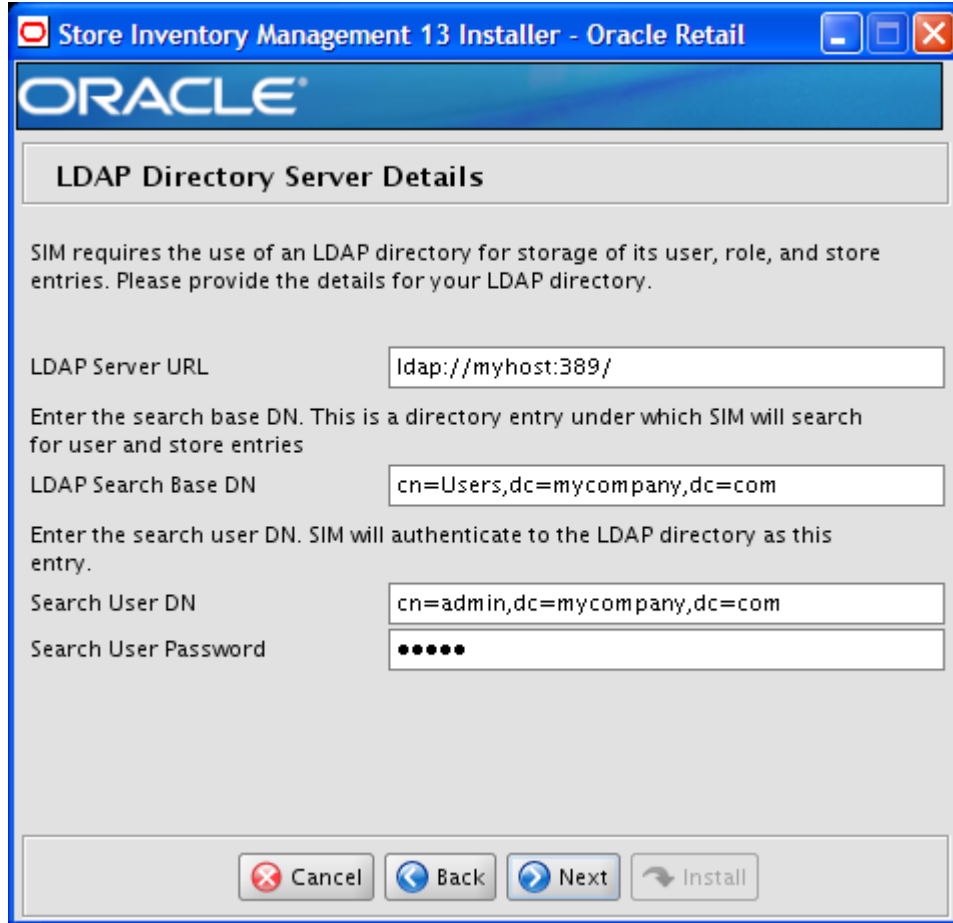 Store Inventory Management 13 Installer - Oracle Retail
ORACLE®
LDAP Directory Server Details
SIM requires the use of an LDAP directory for storage of its user, role, and store
entries. Please provide the details for your LDAP directory.
LDAP Server URL ldap://myhost:389/
Enter the search base DN. This is a directory entry under which SIM will search
for user and store entries
LDAP Search Base DN cn=Users,dc=mycompany,dc=com
Enter the search user DN. SIM will authenticate to the LDAP directory as this
entry.
Search User DN cn=admin,dc=mycompany,dc=com
Search User Password •••••
Cancel Back Next Install